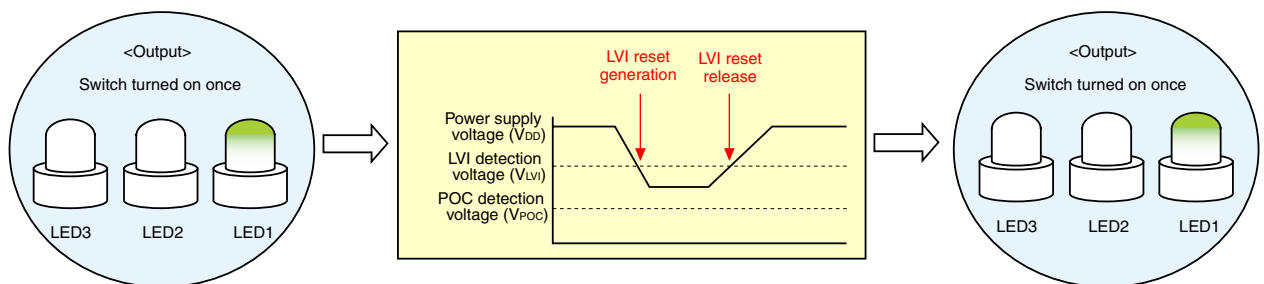 <Output>
Switch turned on once
LED3 LED2 LED1
LVI reset
generation
LVI reset
release
Power supply
voltage (VDD)
LVI detection
voltage (VLVI)
POC detection
voltage (VPOC)
<Output>
Switch turned on once
LED3 LED2 LED1